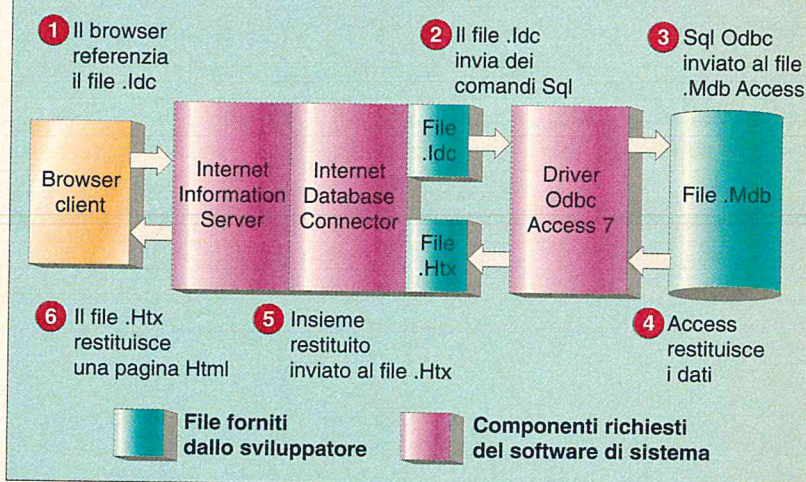 1 Il browser
referenzia
il file .Idc
2 Il file .Idc
invia dei
comandi Sql
3 Sql Odbc
inviato al file
.Mdb Access
Browser
client
Internet
Information
Server
Internet
Database
Connector
File
.Idc
File
.Htx
Driver
Odbc
Access 7
File .Mdb
6 Il file .Htx
restituisce
una pagina Html
5 Insieme
restituito
inviato al file .Htx
4 Access
restituisce
i dati
File forniti
dallo sviluppatore
Componenti richiesti
del software di sistema